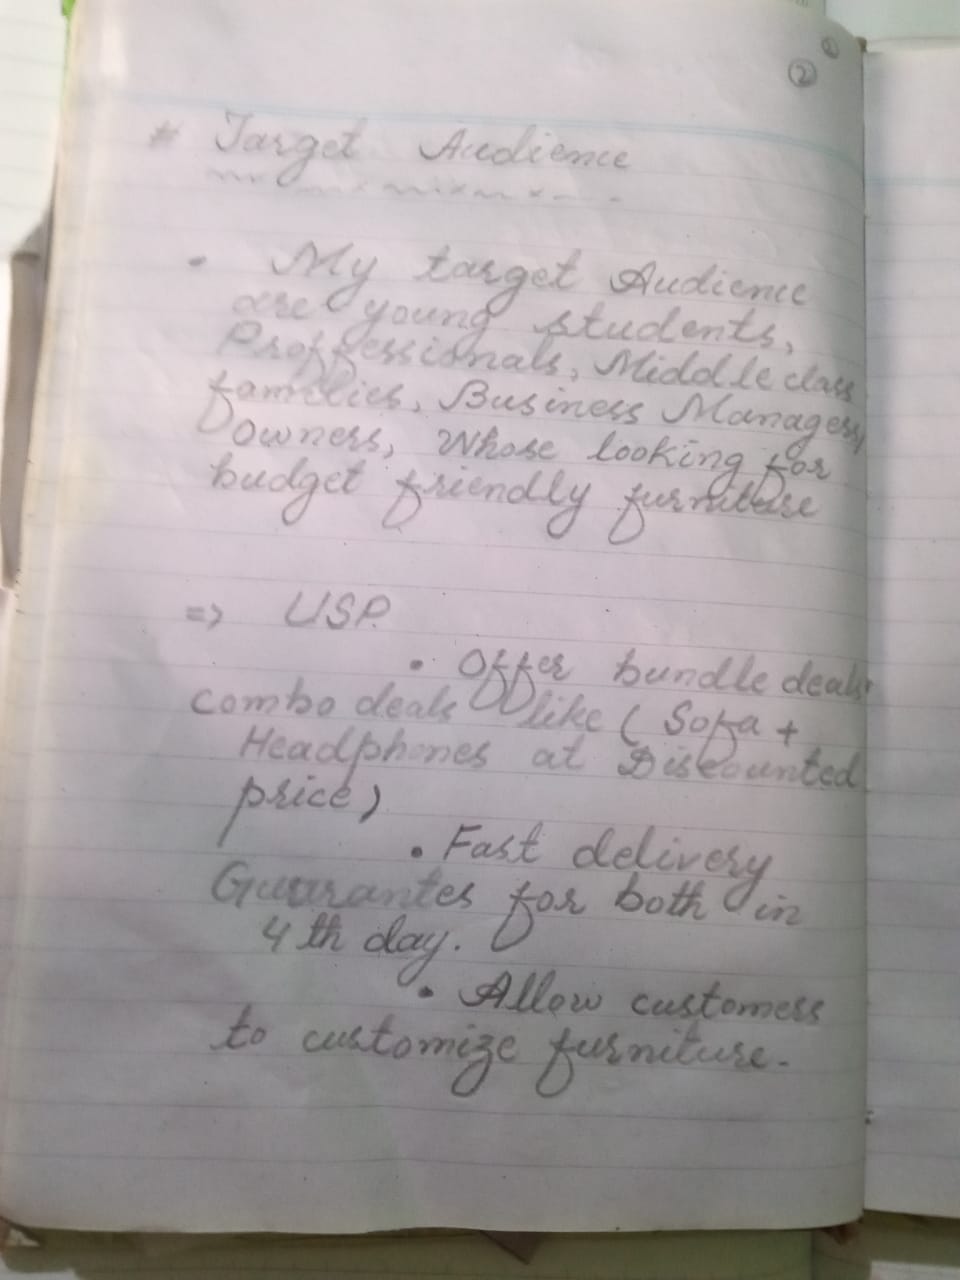 ②
# Target Audience
• My target Audience
are young students,
Proffessionals, Middle class
families, Business Managers,
Owners, Whose looking for
budget friendly furniture
=> USP.
• Offer bundle deals
combo deals like (Sofa +
Headphones at Discounted
price)
• Fast delivery
Guarantes for both in
4th day.
• Allow customers
to customize furniture.